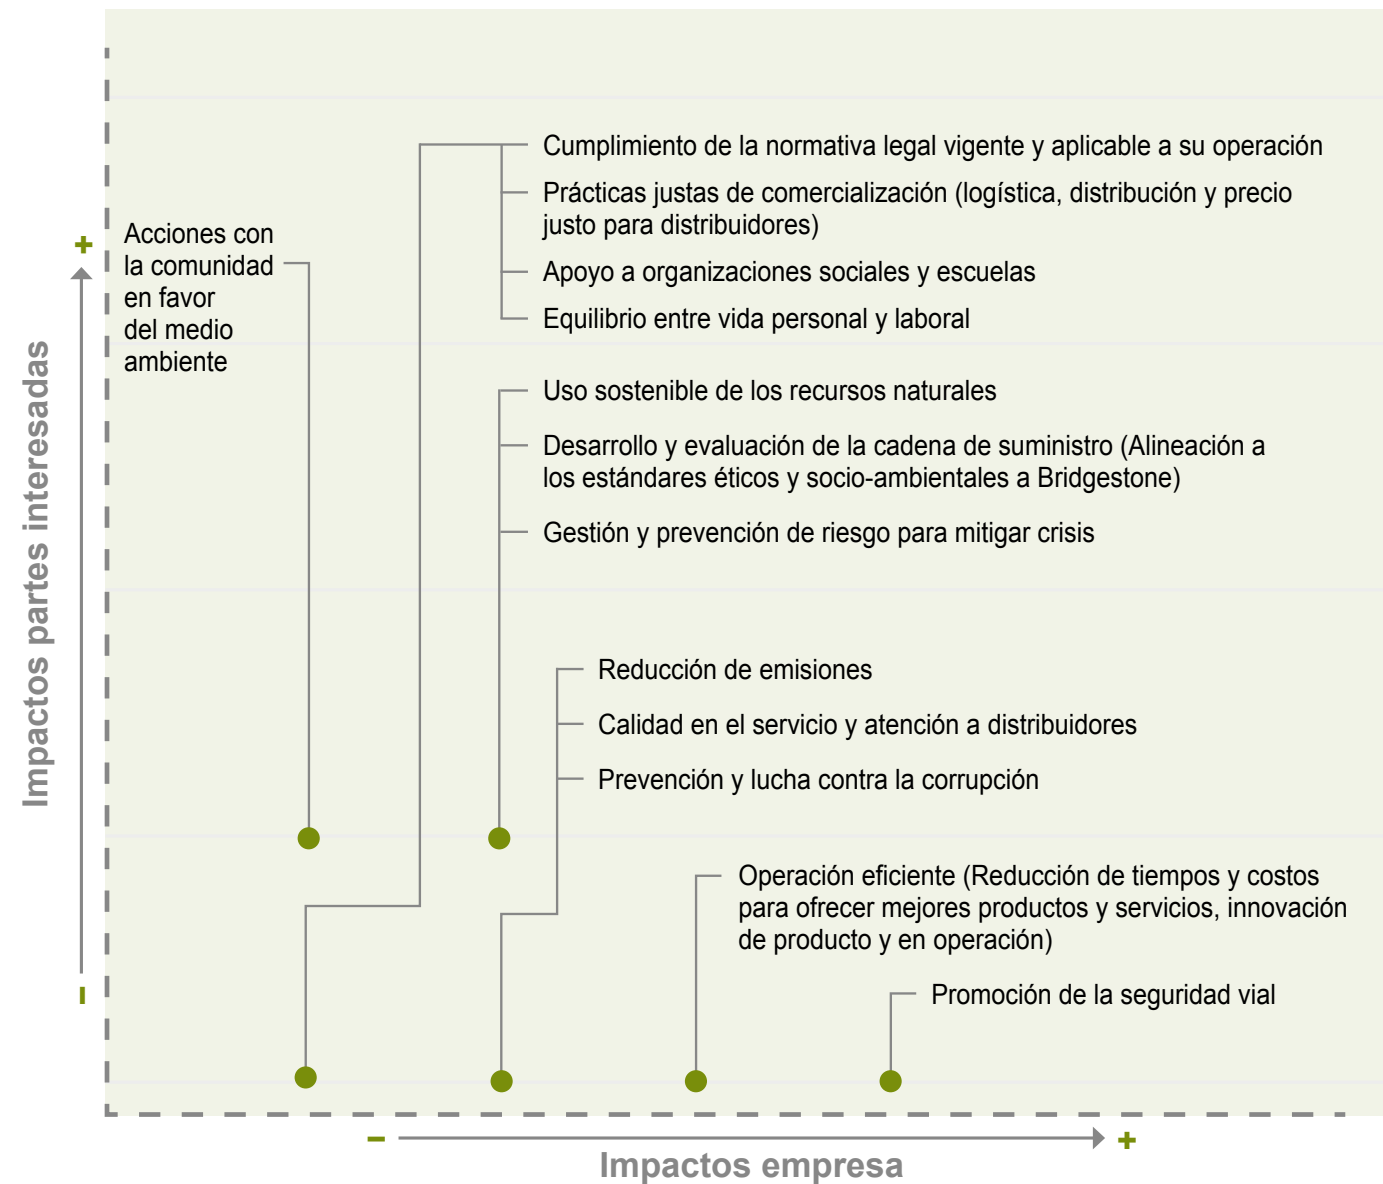 Cumplimiento de la normativa legal vigente y aplicable a su operación
Prácticas justas de comercialización (logística, distribución y precio
justo para distribuidores)
Apoyo a organizaciones sociales y escuelas
Equilibrio entre vida personal y laboral
Acciones con
la comunidad
en favor
del medio
ambiente
Uso sostenible de los recursos naturales
Desarrollo y evaluación de la cadena de suministro (Alineación a
los estándares éticos y socio-ambientales a Bridgestone)
Gestión y prevención de riesgo para mitigar crisis
Reducción de emisiones
Calidad en el servicio y atención a distribuidores
Prevención y lucha contra la corrupción
Operación eficiente (Reducción de tiempos y costos
para ofrecer mejores productos y servicios, innovación
de producto y en operación)
Promoción de la seguridad vial
+
Impactos partes interesadas
-
- +
Impactos empresa